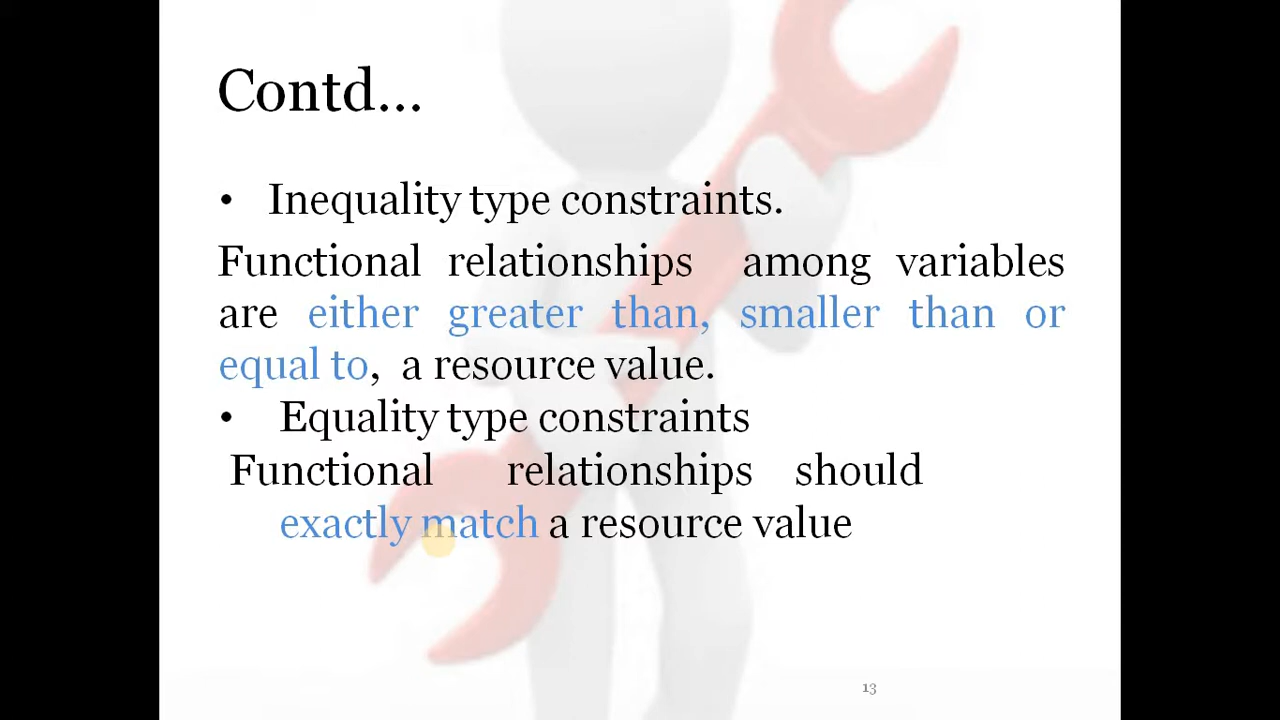 Contd...
• Inequality type constraints.
Functional relationships among variables
are either greater than, smaller than or
equal to, a resource value.
• Equality type constraints
Functional relationships should
exactly match a resource value
13